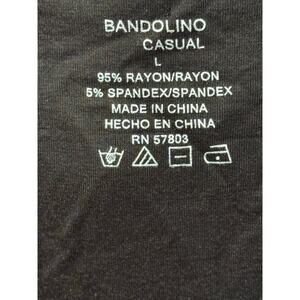 BANDOLINO
CASUAL
L
95% RAYON/RAYON
5% SPANDEX/SPANDEX
MADE IN CHINA
HECHO EN CHINA
RN 57803